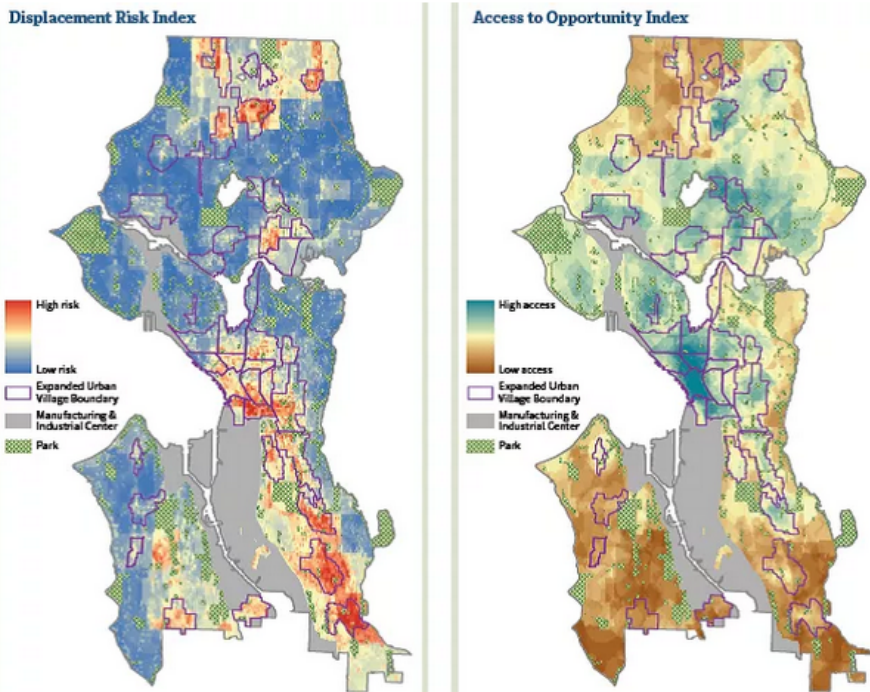 Displacement Risk Index
High risk
Low risk
Expanded Urban
Village Boundary
Manufacturing &
Industrial Center
Park
Access to Opportunity Index
High access
Low access
Expanded Urban
Village Boundary
Manufacturing &
Industrial Center
Park